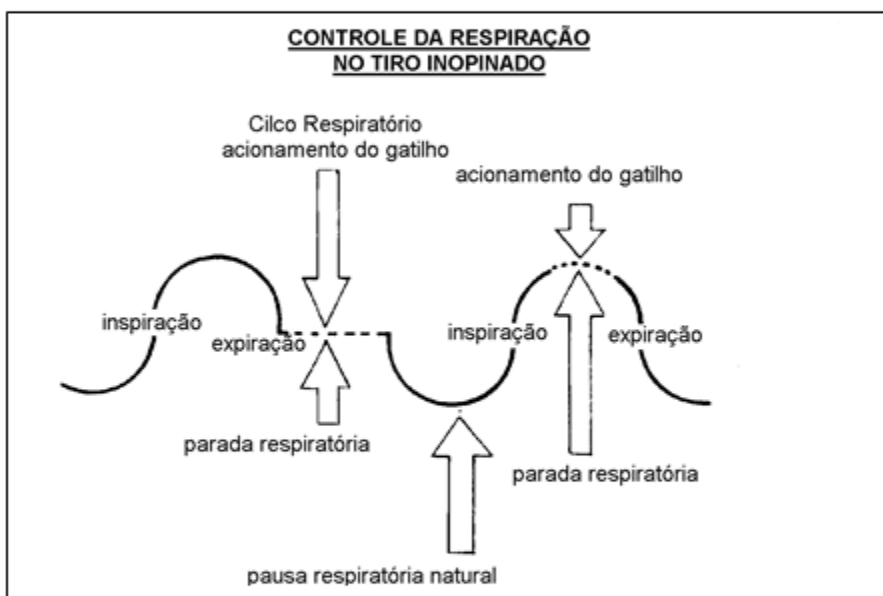 CONTROLE DA RESPIRAÇÃO
NO TIRO INOPINADO
Cilco Respiratório
acionamento do gatilho
acionamento do gatilho
inspiração
expiração
inspiração
expiração
parada respiratória
parada respiratória
pausa respiratória natural